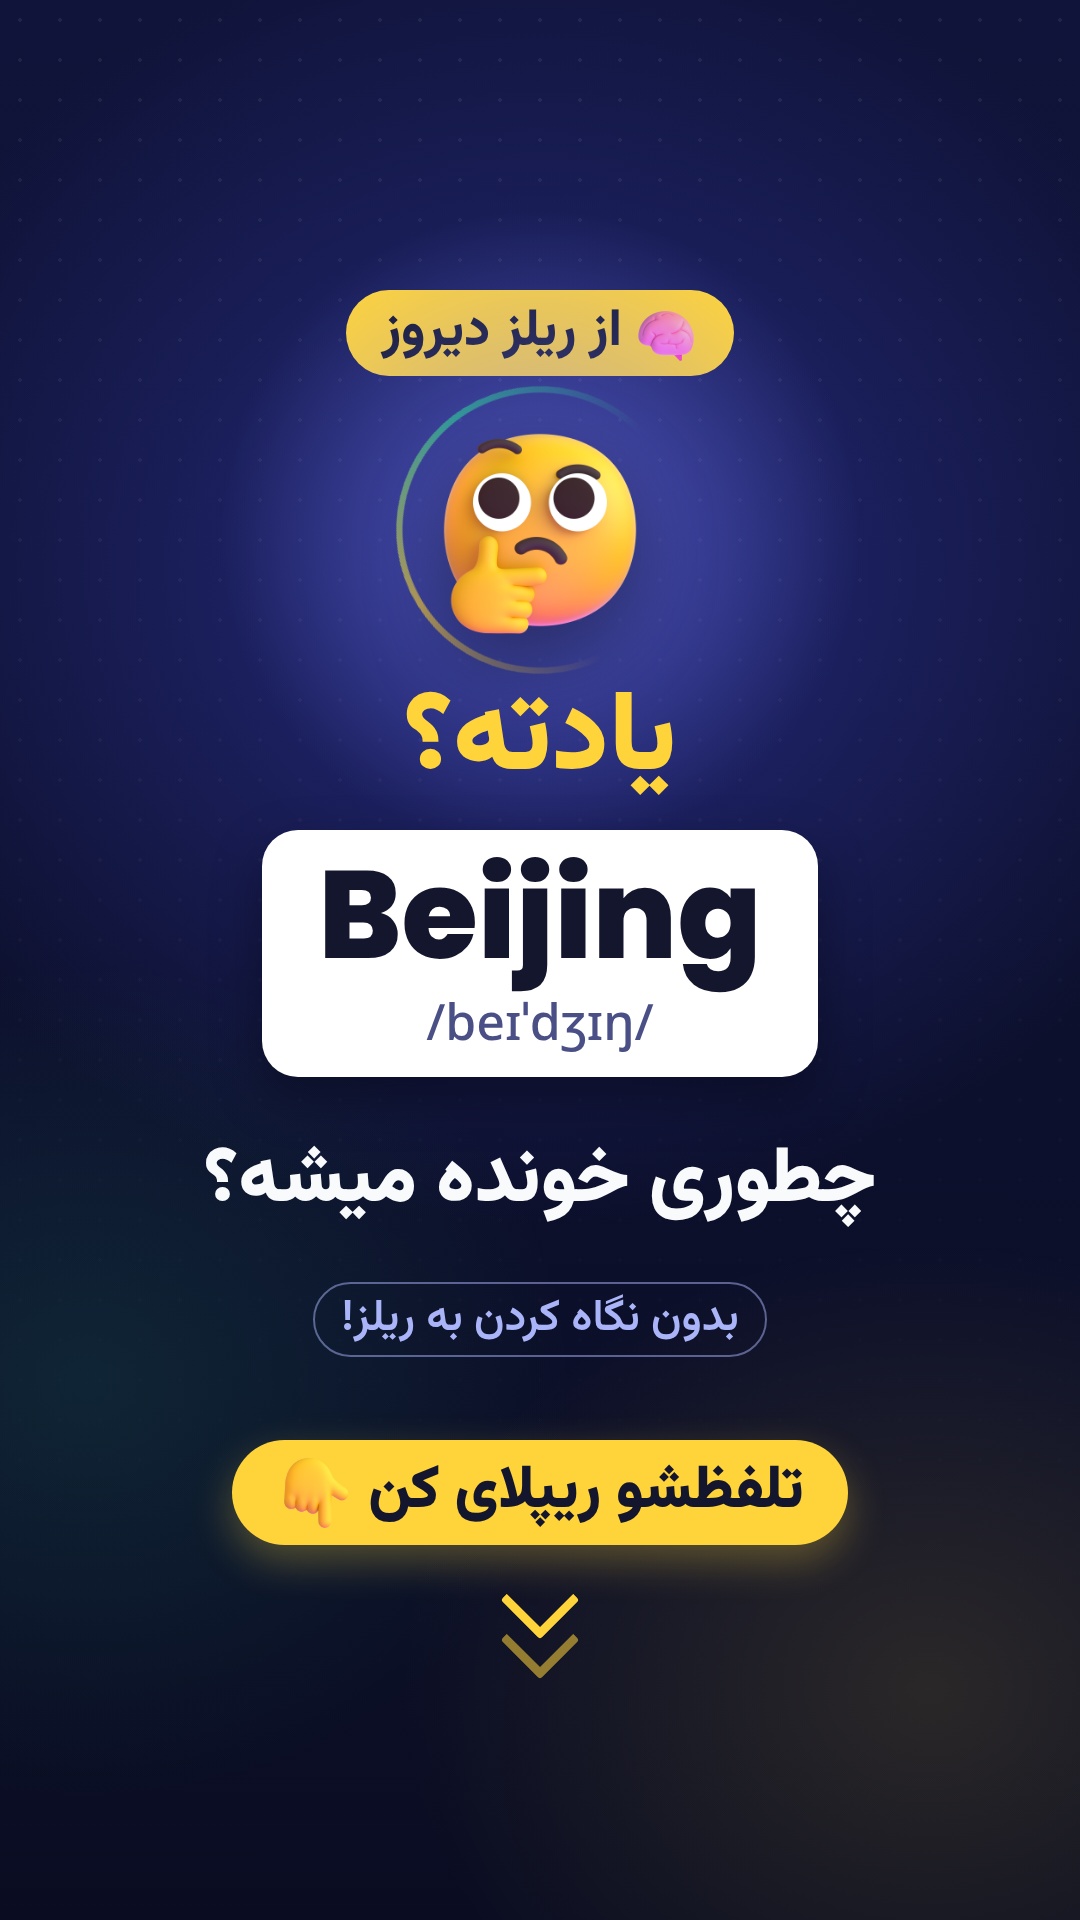 🧠 از ریلز دیروز
یادته؟
Beijing
/beɪˈdʒɪŋ/
چطوری خونده میشه؟
بدون نگاه کردن به ریلز!
تلفظشو ریپلای کن 👇